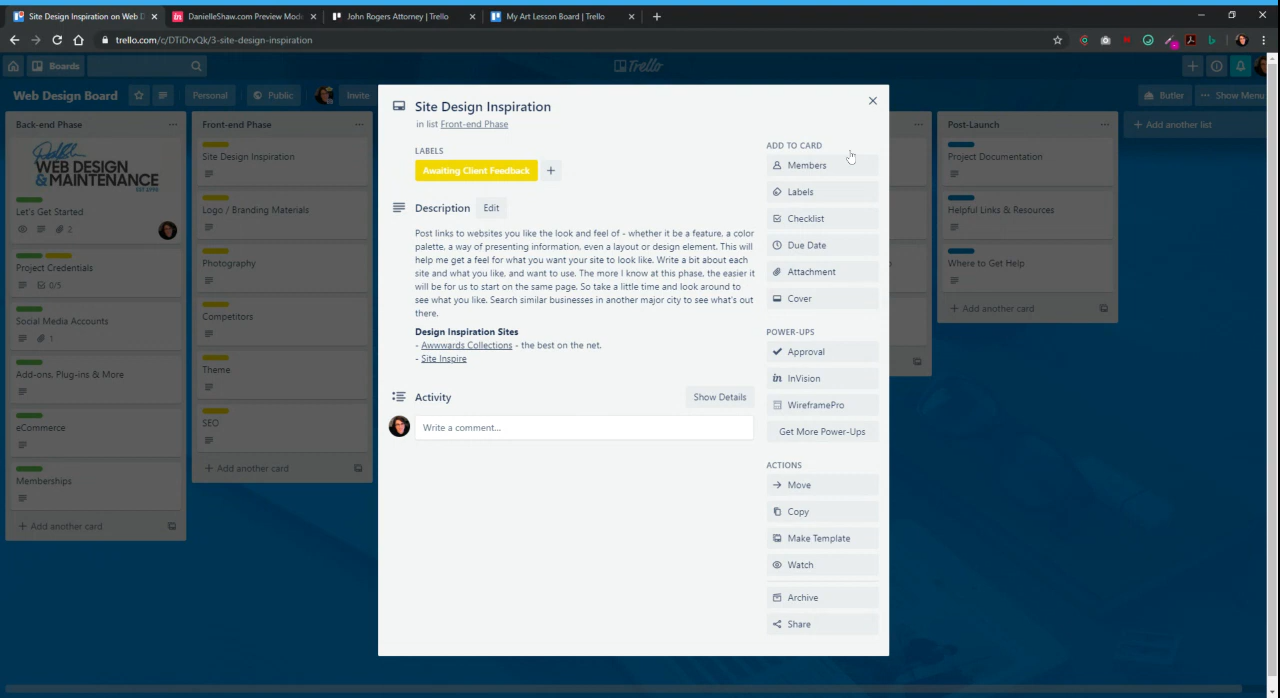 Site Design Inspiration on Web D
DanielleShaw.com Preview Mode
John Rogers Attorney | Trello
My Art Lesson Board | Trello
trello.com/c/DTiDrvQk/3-site-design-inspiration
Boards
Trello
Web Design Board
Personal
Public
Invite
Butler
Show Menu
Back-end Phase
WEB DESIGN
& MAINTENANCE
Let's Get Started
2
Project Credentials
0/5
Social Media Accounts
1
Add-ons, Plug-ins & More
eCommerce
Memberships
+ Add another card
Front-end Phase
Site Design Inspiration
Logo / Branding Materials
Photography
Competitors
Theme
SEO
+ Add another card
Site Design Inspiration
in list Front-end Phase
LABELS
Awaiting Client Feedback
Description
Edit
Post links to websites you like the look and feel of - whether it be a feature, a color
palette, a way of presenting information, even a layout or design element. This will
help me get a feel for what you want your site to look like. Write a bit about each
site and what you like, and want to use. The more I know at this phase, the easier it
will be for us to start on the same page. So take a little time and look around to
see what you like. Search similar businesses in another major city to see what's out
there.
Design Inspiration Sites
- Awwwards Collections - the best on the net.
- Site Inspire
Activity
Show Details
Write a comment...
ADD TO CARD
Members
Labels
Checklist
Due Date
Attachment
Cover
POWER-UPS
Approval
InVision
WireframePro
Get More Power-Ups
ACTIONS
Move
Copy
Make Template
Watch
Archive
Share
Post-Launch
Project Documentation
Helpful Links & Resources
Where to Get Help
+ Add another card
+ Add another list